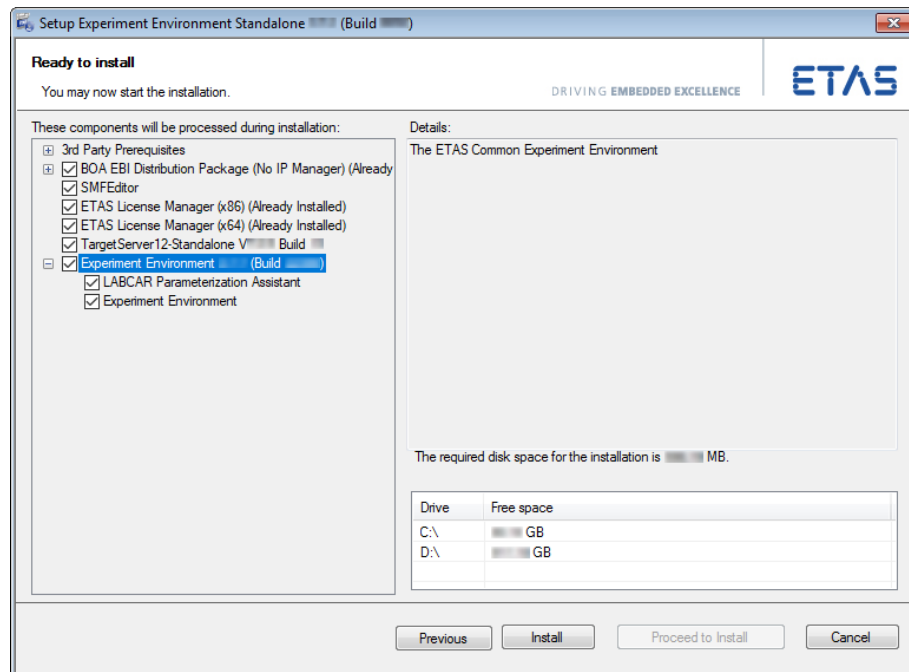 Setup Experiment Environment Standalone (Build )
Ready to install
You may now start the installation.
DRIVING EMBEDDED EXCELLENCE
ETAS
These components will be processed during installation:
3rd Party Prerequisites
BOA EBI Distribution Package (No IP Manager) (Already
SMFEditor
ETAS License Manager (x86) (Already Installed)
ETAS License Manager (x64) (Already Installed)
TargetServer12-Standalone V Build
Experiment Environment (Build )
LABCAR Parameterization Assistant
Experiment Environment
Details:
The ETAS Common Experiment Environment
The required disk space for the installation is MB.
Drive Free space
C:\ GB
D:\ GB
Previous Install Proceed to Install Cancel